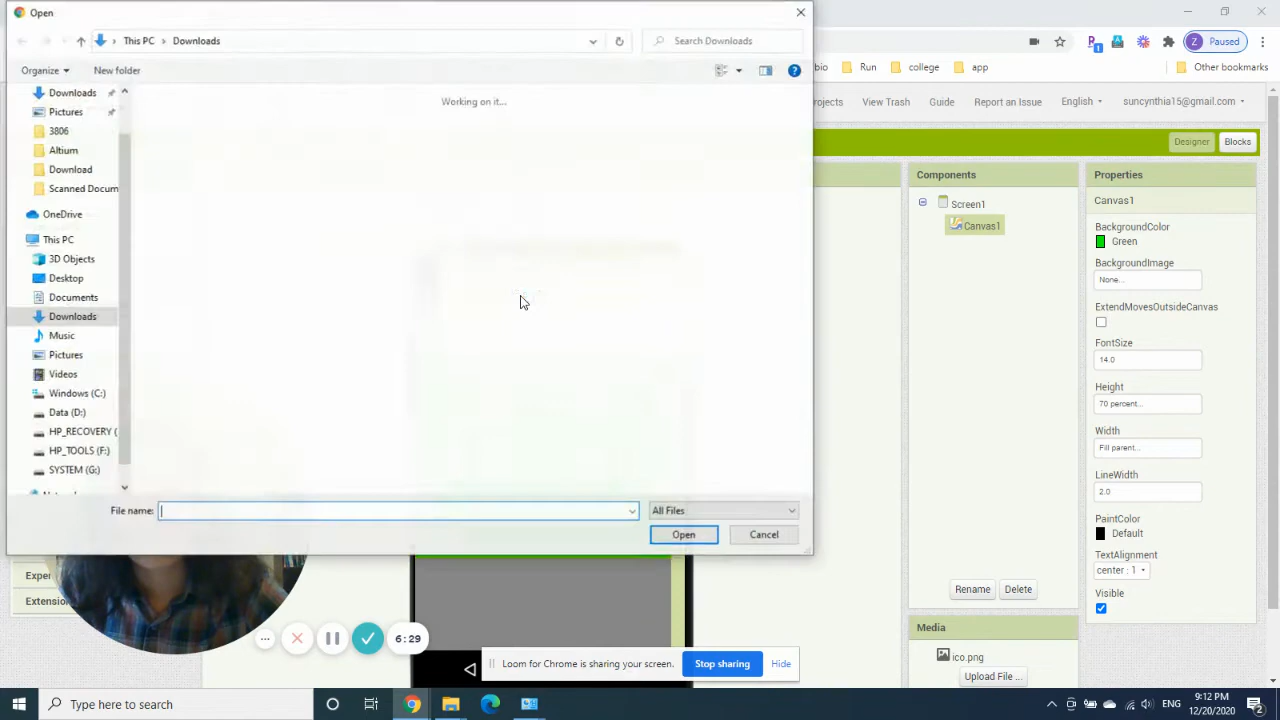 Open
This PC > Downloads
Search Downloads
Paused
Organize
New folder
bio
Run
college
app
Other bookmarks
Downloads
Working on it...
Pictures
3806
rojects
View Trash
Guide
Report an Issue
English
suncynthia15@gmail.com
Altium
Designer
Blocks
Download
Components
Properties
Scanned Docum
Screen1
Canvas1
OneDrive
Canvas1
BackgroundColor
Green
This PC
3D Objects
BackgroundImage
None...
Desktop
Documents
ExtendMovesOutsideCanvas
Downloads
Music
FontSize
14.0
Pictures
Videos
Height
70 percent...
Windows (C:)
Data (D:)
Width
Fill parent...
HP_RECOVERY (
HP_TOOLS (F:)
SYSTEM (G:)
LineWidth
2.0
File name:
All Files
PaintColor
Default
Open
Cancel
TextAlignment
center : 1
Exper
Extension
Rename
Delete
Visible
Media
6:29
Loom for Chrome is sharing your screen.
Stop sharing
Hide
ico.png
Upload File ...
Type here to search
ENG
9:12 PM
12/20/2020
2